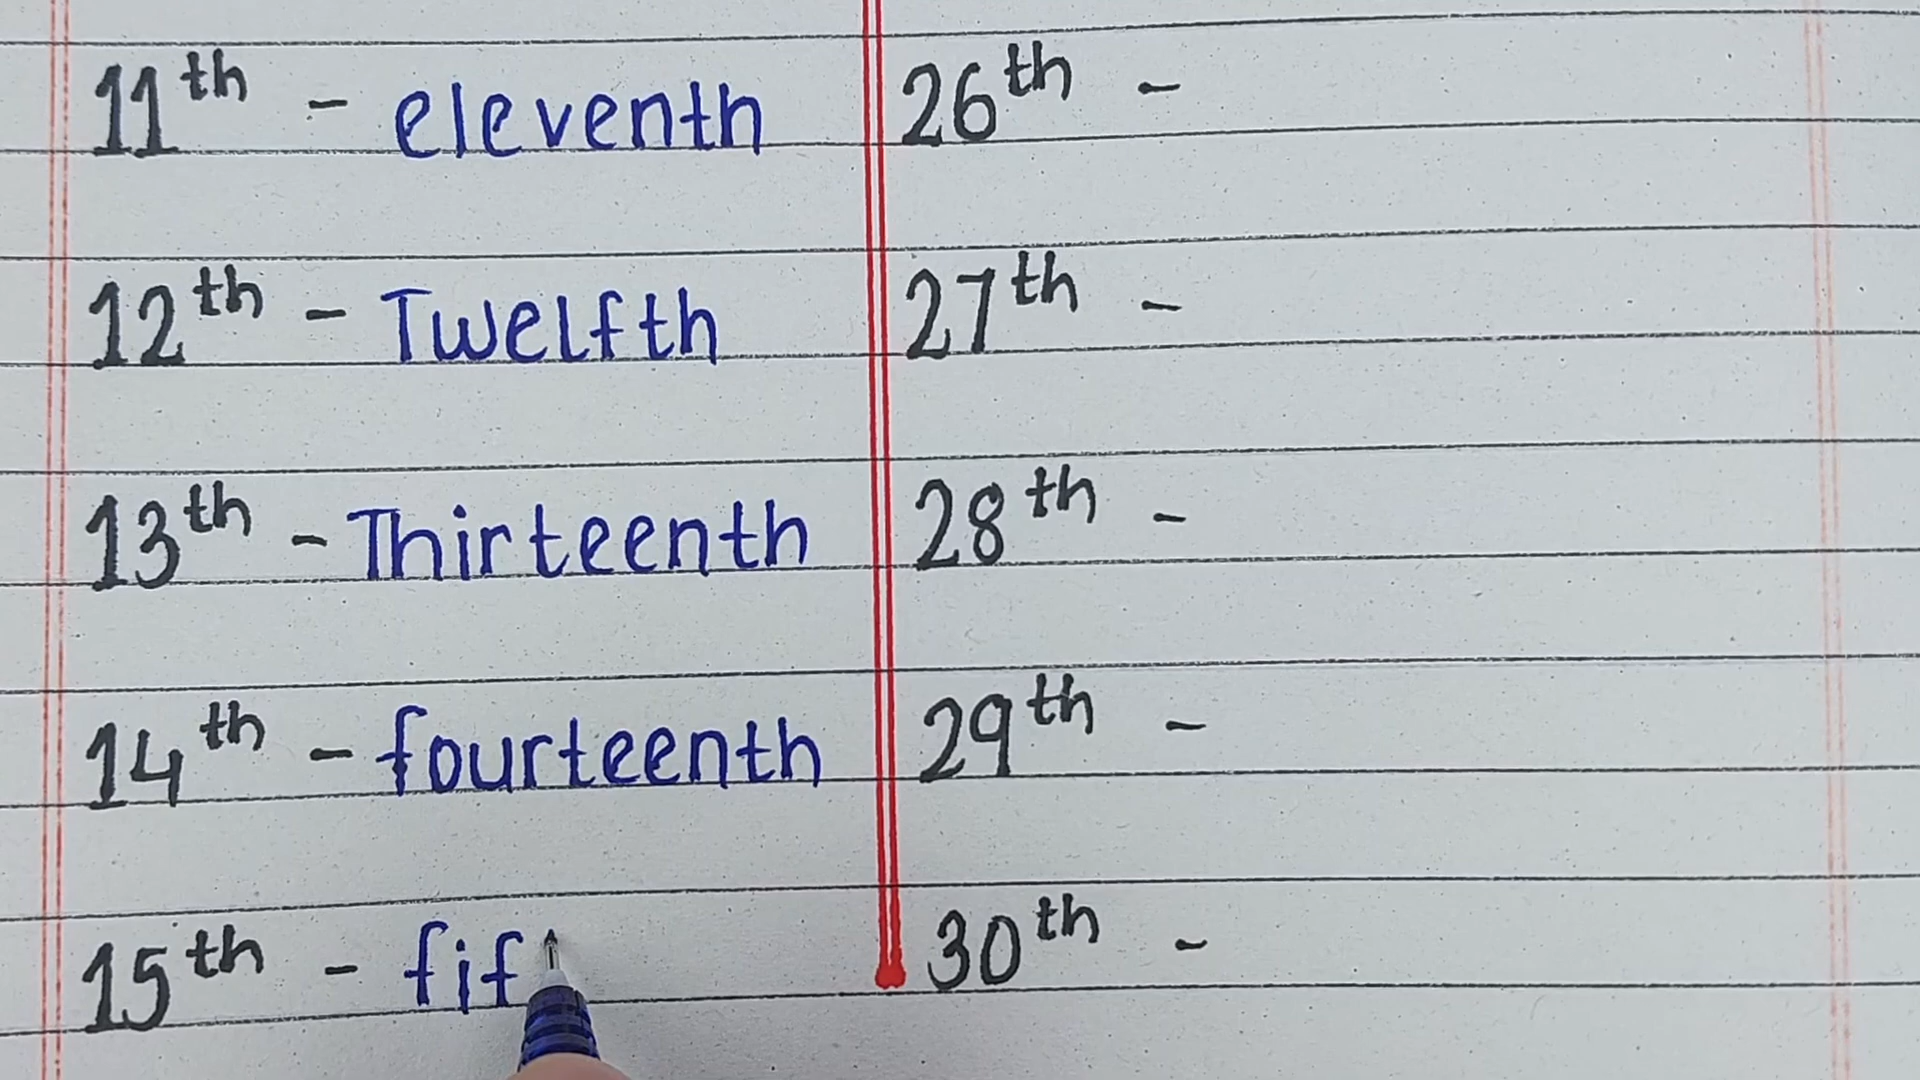 11th - eleventh
12th - Twelfth
13th - Thirteenth
14th - fourteenth
15th - fif
26th -
27th -
28th -
29th -
30th -